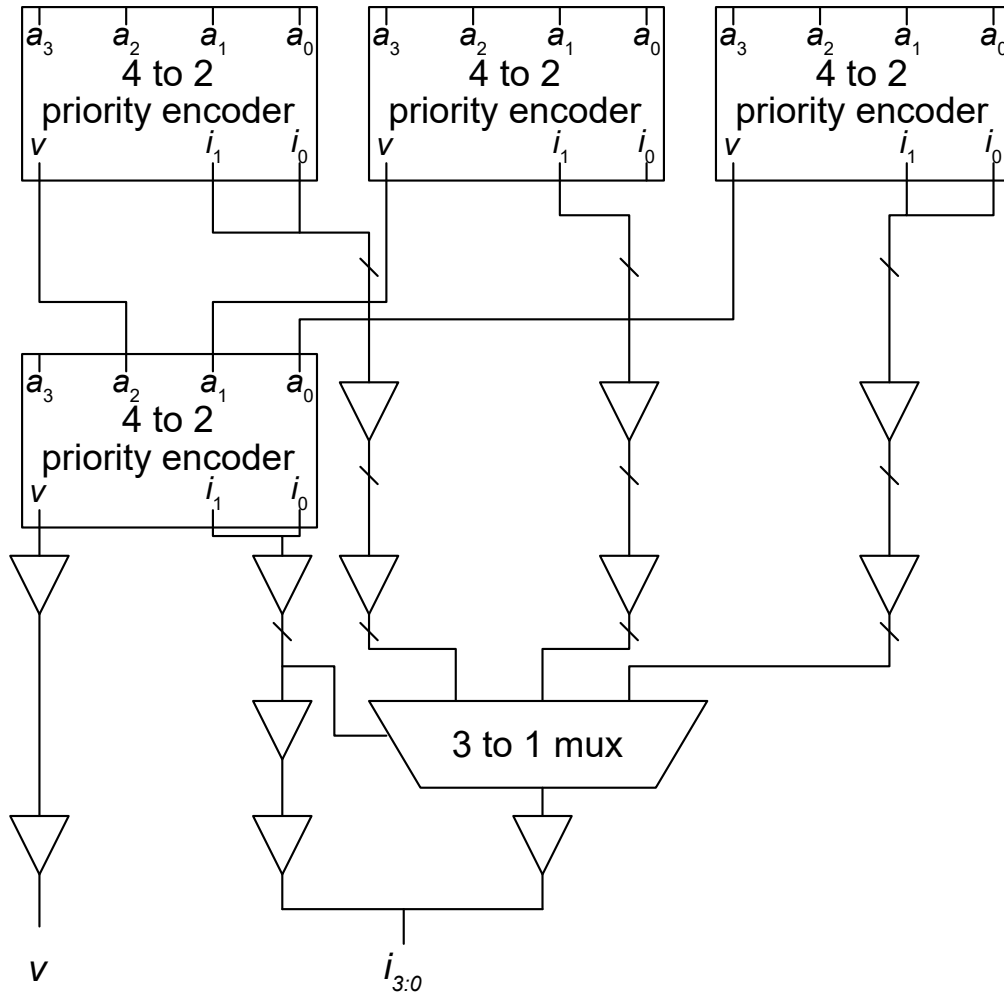 a3 a2 a1 a0
4 to 2
priority encoder
v i1 i0
a3 a2 a1 a0
4 to 2
priority encoder
v i1 i0
a3 a2 a1 a0
4 to 2
priority encoder
v i1 i0
a3 a2 a1 a0
4 to 2
priority encoder
v i1 i0
3 to 1 mux
v
i3:0